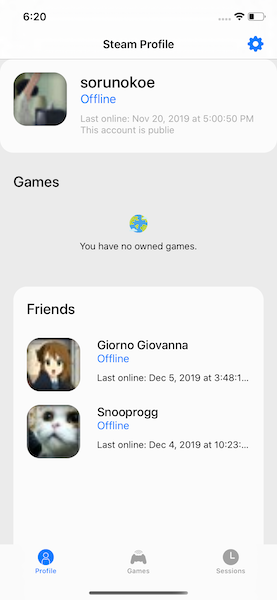 6:20
Steam Profile
sorunokoe
Offline
Last online: Nov 20, 2019 at 5:00:50 PM
This account is publie
Games
You have no owned games.
Friends
Giorno Giovanna
Offline
Last online: Dec 5, 2019 at 3:48:1...
Snooprogg
Offline
Last online: Dec 4, 2019 at 10:23:...
Profile
Games
Sessions